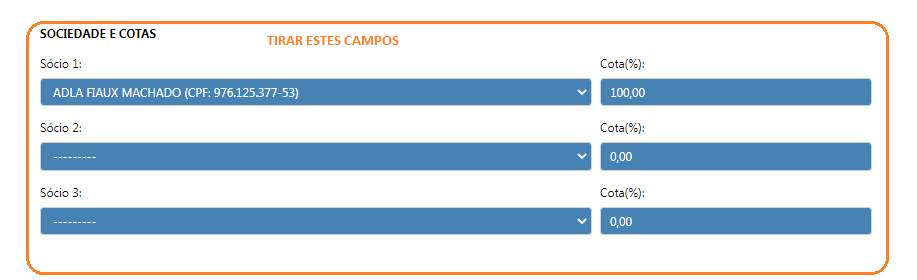 SOCIEDADE E COTAS
TIRAR ESTES CAMPOS
Sócio 1: Cota(%):
ADLA FIAUX MACHADO (CPF: 976.125.377-53) 100,00
Sócio 2: Cota(%):
--------- 0,00
Sócio 3: Cota(%):
--------- 0,00